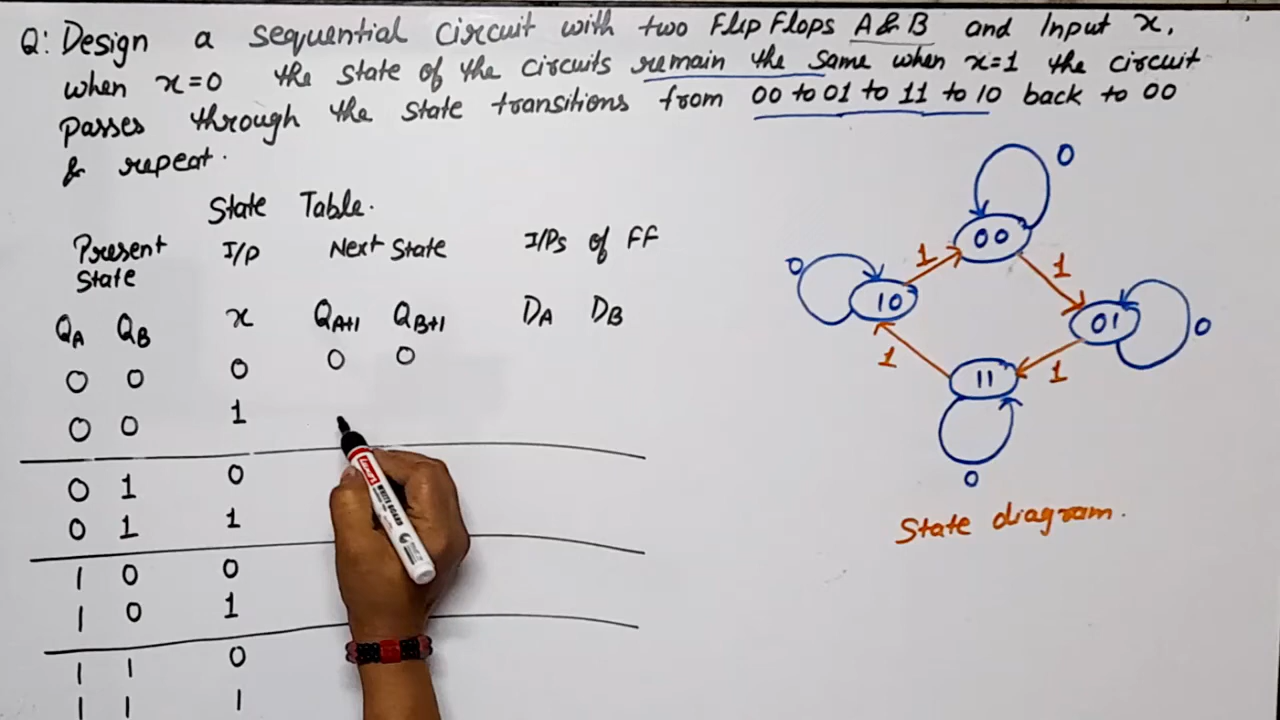 Q: Design a sequential circuit with two Flip Flops A & B and Input x.
when x=0 the state of the circuits remain the same when x=1 the circuit
passes through the state transitions from 00 to 01 to 11 to 10 back to 00
& repeat.
State Table.
Present State I/P Next State I/Ps of FF
QA QB x QA+1 QB+1 DA DB
0 0 0 0 0
0 0 1
0 1 0
0 1 1
1 0 0
1 0 1
1 1 0
1 1 1
0
00
1 1
0
10
01
0
1 1
11
0
State diagram.